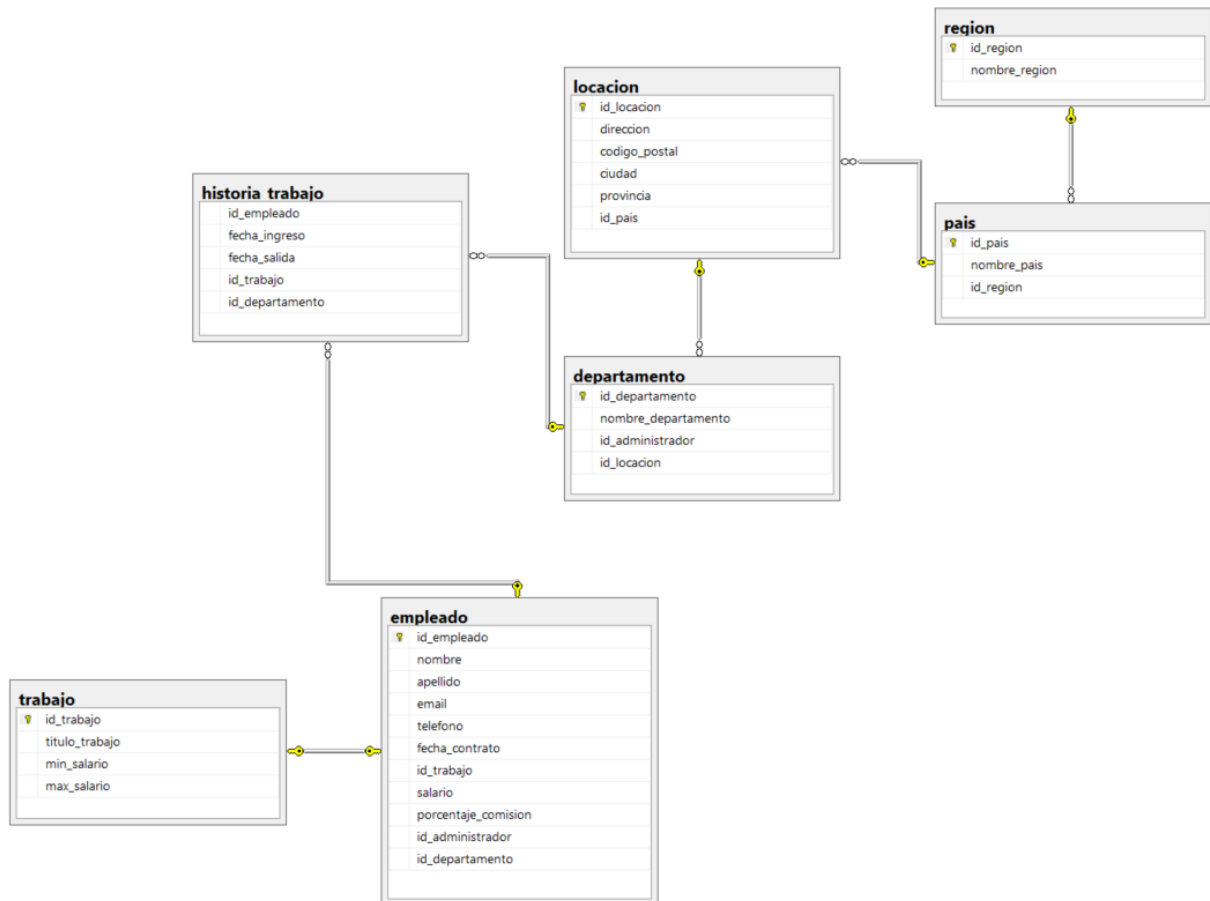 region
id_region
nombre_region
locacion
id_locacion
direccion
codigo_postal
ciudad
provincia
id_pais
historia_trabajo
id_empleado
fecha_ingreso
fecha_salida
id_trabajo
id_departamento
pais
id_pais
nombre_pais
id_region
departamento
id_departamento
nombre_departamento
id_administrador
id_locacion
empleado
id_empleado
nombre
apellido
email
telefono
fecha_contrato
id_trabajo
salario
porcentaje_comision
id_administrador
id_departamento
trabajo
id_trabajo
titulo_trabajo
min_salario
max_salario